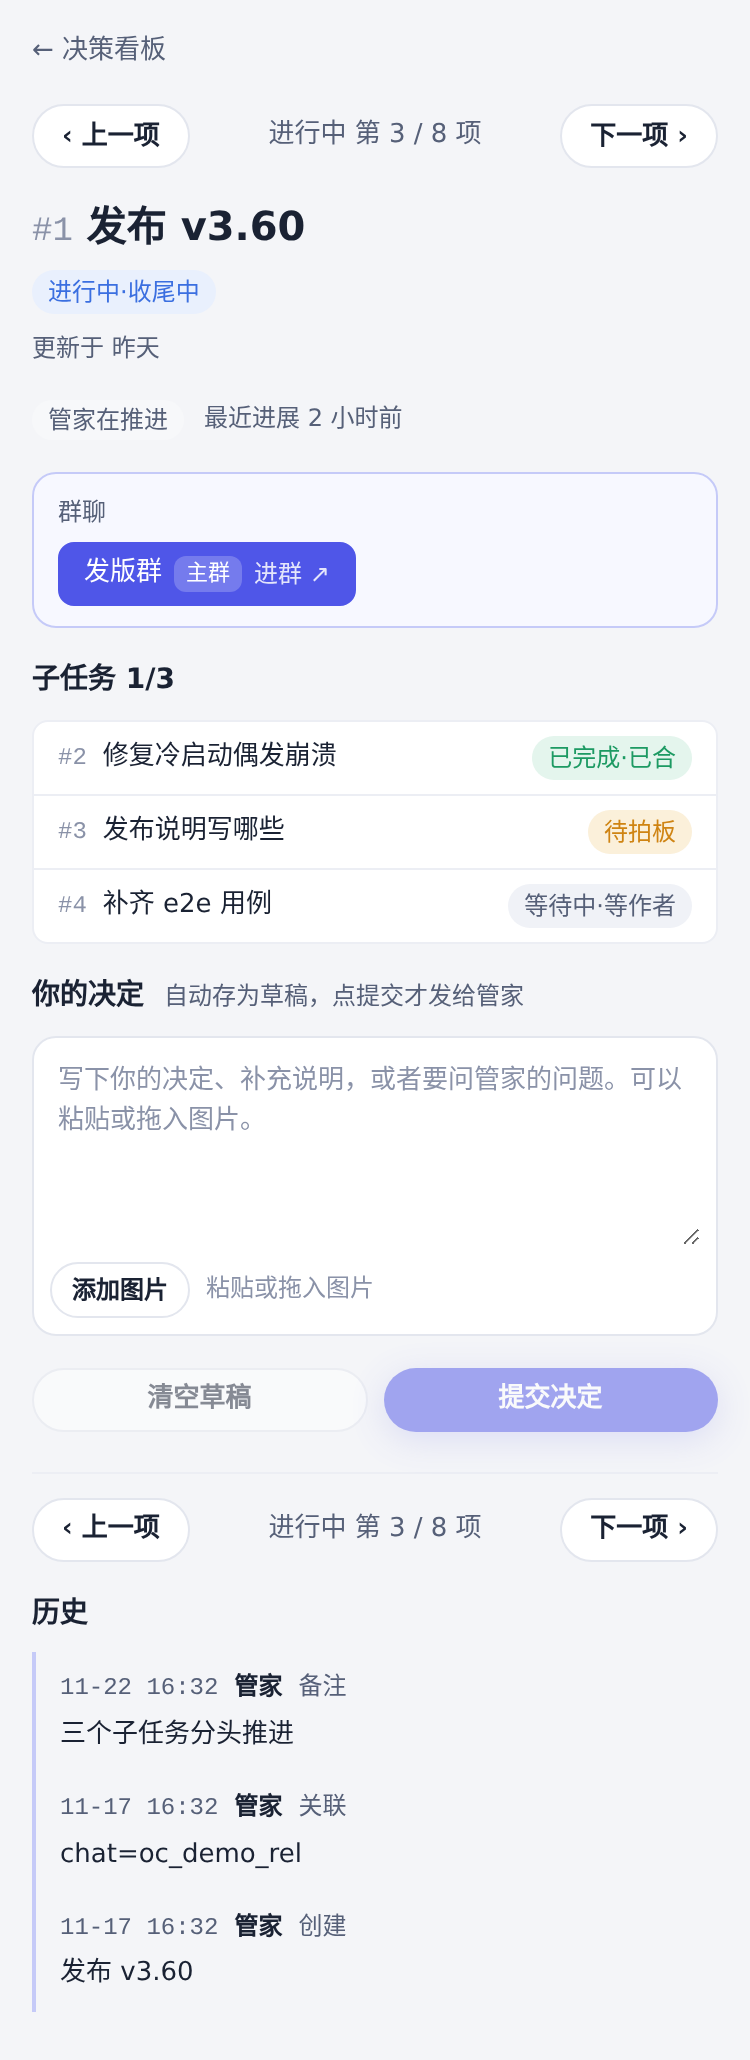 ← 决策看板
‹ 上一项 进行中 第 3 / 8 项 下一项 ›
#1 发布 v3.60
进行中·收尾中
更新于 昨天
管家在推进 最近进展 2 小时前
群聊
发版群 主群 进群 ↗
子任务 1/3
#2 修复冷启动偶发崩溃 已完成·已合
#3 发布说明写哪些 待拍板
#4 补齐 e2e 用例 等待中·等作者
你的决定 自动存为草稿，点提交才发给管家
写下你的决定、补充说明，或者要问管家的问题。可以
粘贴或拖入图片。
添加图片 粘贴或拖入图片
清空草稿 提交决定
‹ 上一项 进行中 第 3 / 8 项 下一项 ›
历史
11-22 16:32 管家 备注
三个子任务分头推进
11-17 16:32 管家 关联
chat=oc_demo_rel
11-17 16:32 管家 创建
发布 v3.60